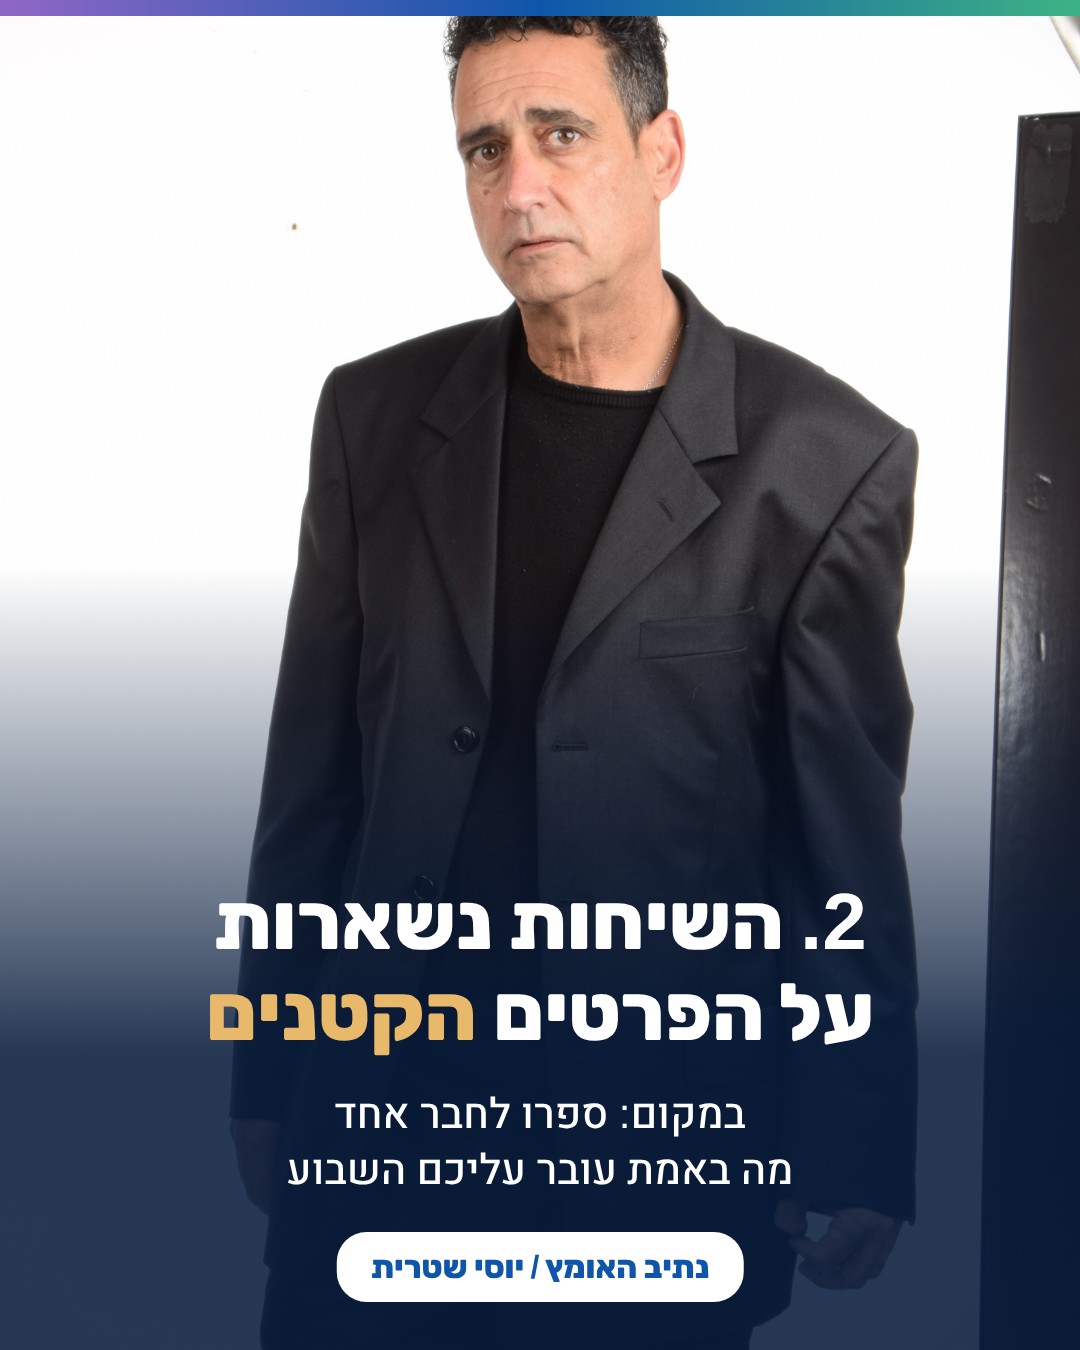 2. השיחות נשארות
על הפרטים הקטנים
במקום: ספרו לחבר אחד
מה באמת עובר עליכם השבוע
נתיב האומץ / יוסי שטרית